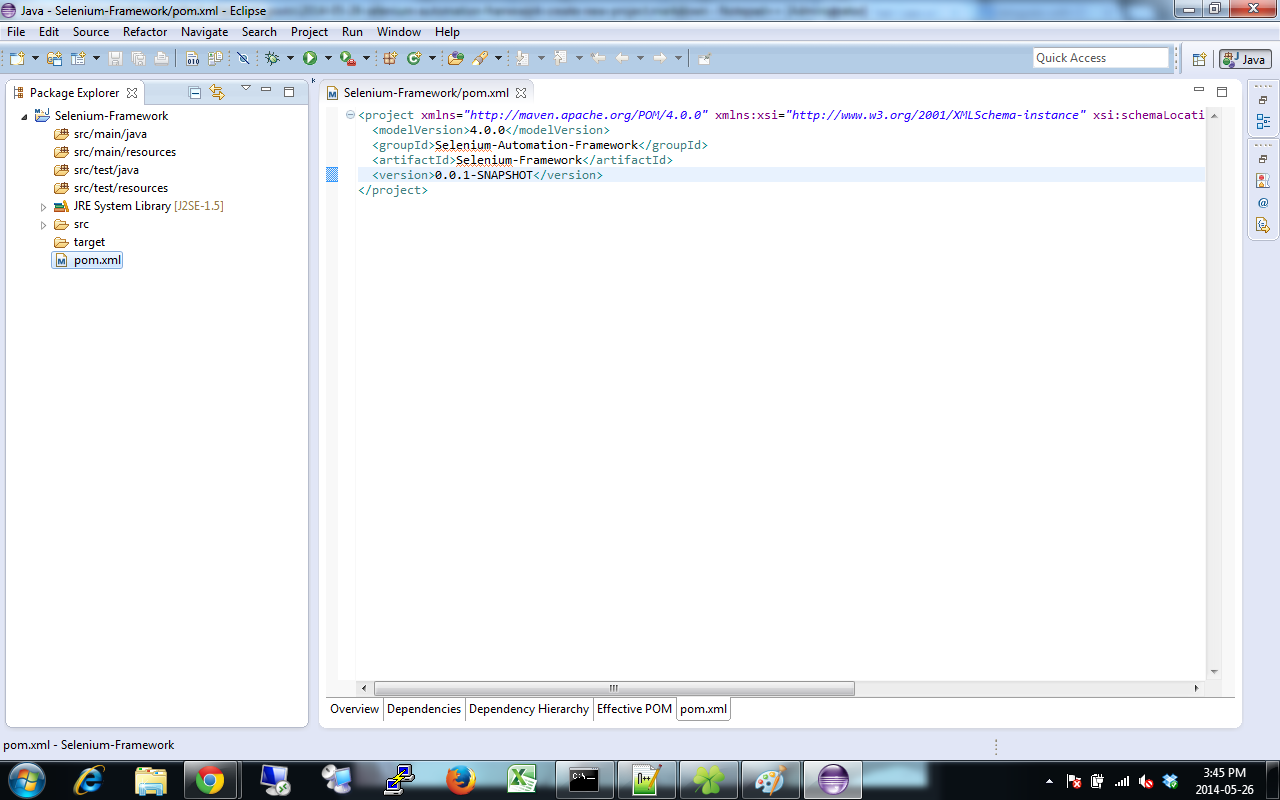 Java - Selenium-Framework/pom.xml - Eclipse
File Edit Source Refactor Navigate Search Project Run Window Help
Quick Access
Java
Package Explorer
Selenium-Framework/pom.xml
Selenium-Framework
src/main/java
src/main/resources
src/test/java
src/test/resources
JRE System Library [J2SE-1.5]
src
target
pom.xml
<project xmlns="http://maven.apache.org/POM/4.0.0" xmlns:xsi="http://www.w3.org/2001/XMLSchema-instance" xsi:schemaLocati
<modelVersion>4.0.0</modelVersion>
<groupId>Selenium-Automation-Framework</groupId>
<artifactId>Selenium-Framework</artifactId>
<version>0.0.1-SNAPSHOT</version>
</project>
Overview Dependencies Dependency Hierarchy Effective POM pom.xml
pom.xml - Selenium-Framework
3:45 PM
2014-05-26